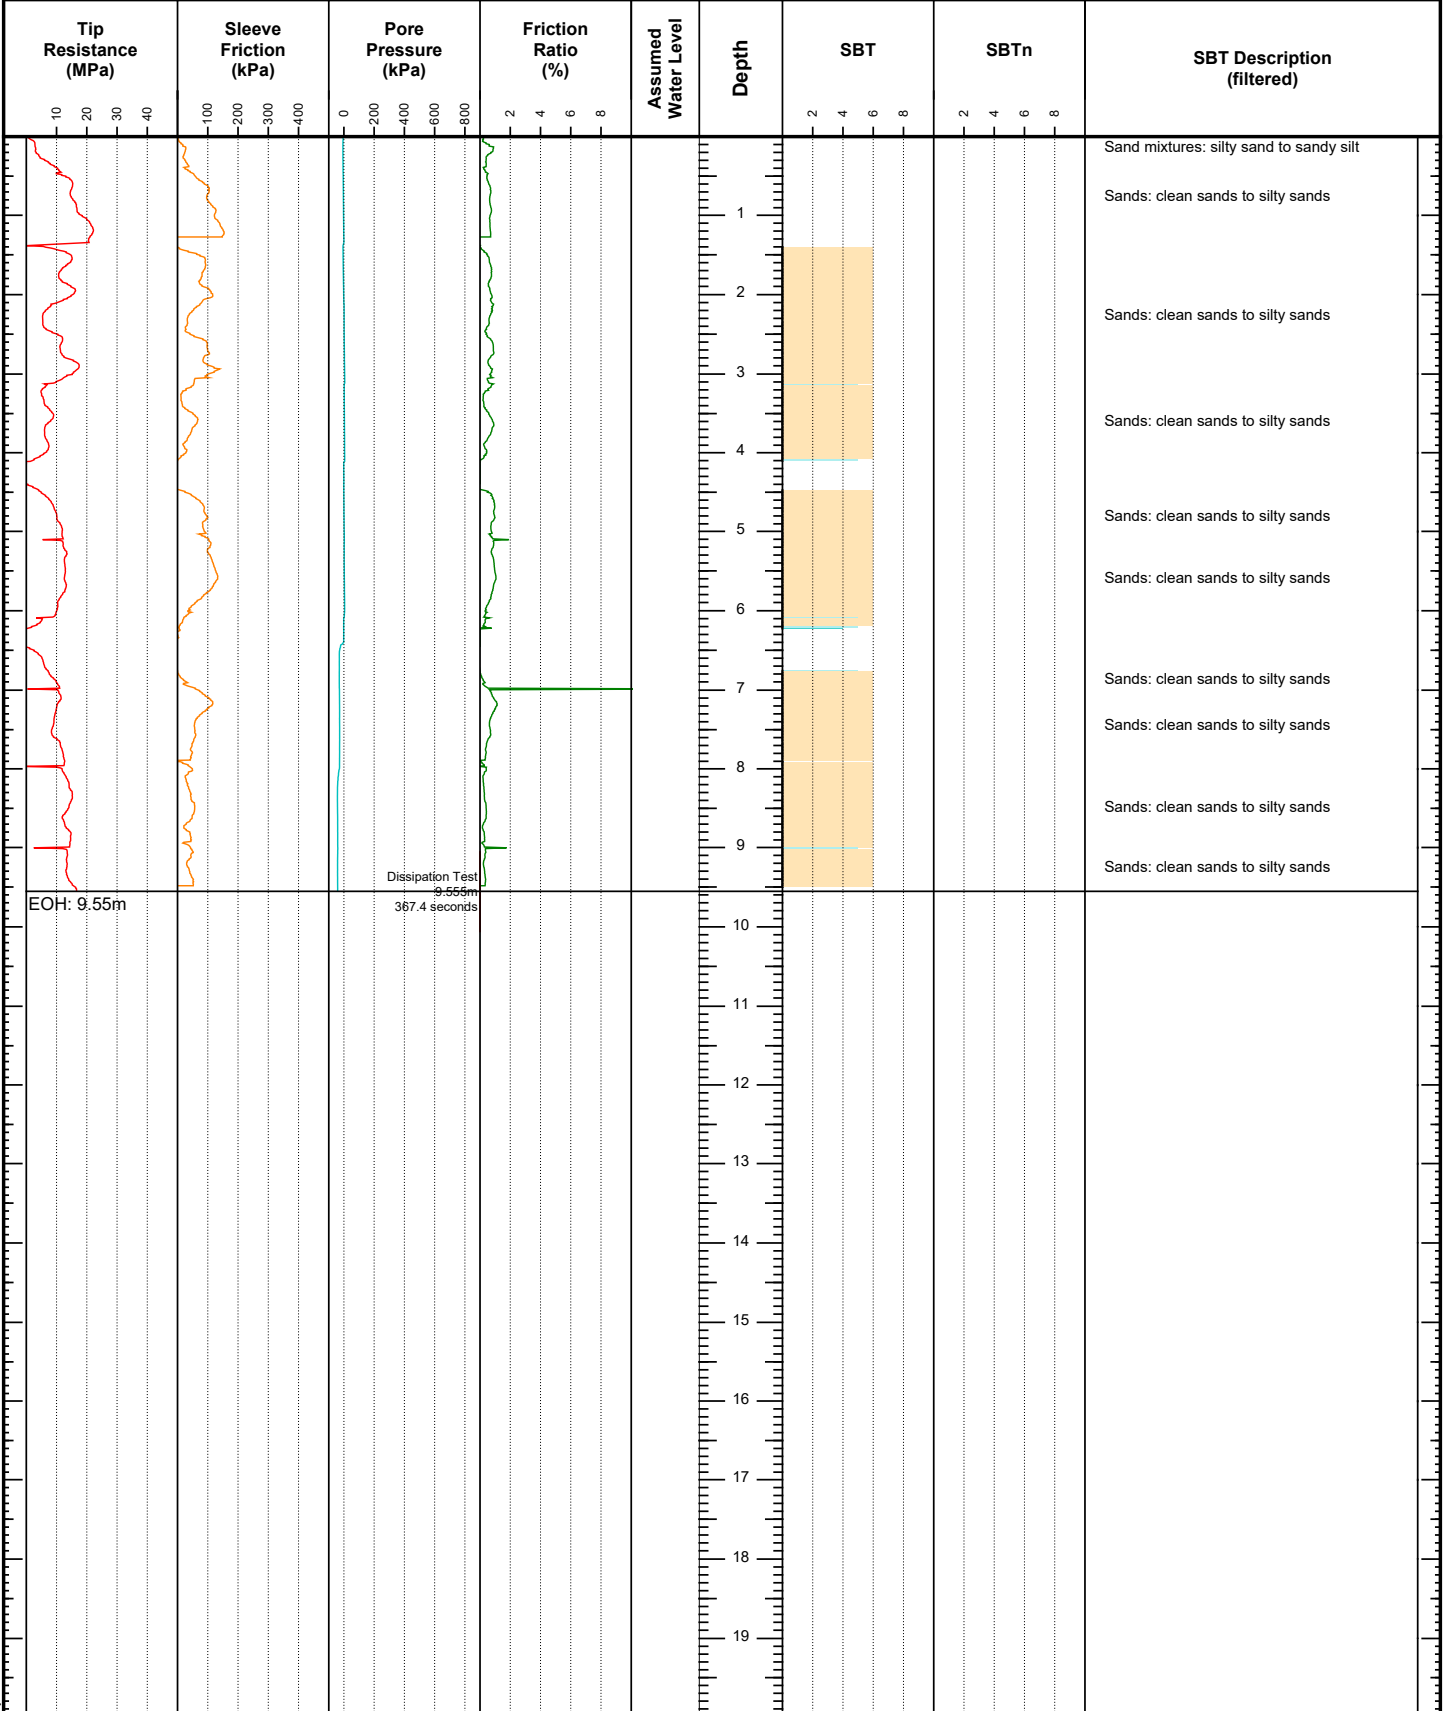 Tip
Resistance
(MPa)
Sleeve
Friction
(kPa)
Pore
Pressure
(kPa)
Friction
Ratio
(%)
Assumed
Water Level
Depth
SBT
SBTn
SBT Description
(filtered)
10 20 30 40
100 200 300 400
0 200 400 600 800
2 4 6 8
2 4 6 8
2 4 6 8
Sand mixtures: silty sand to sandy silt
Sands: clean sands to silty sands
1
2
Sands: clean sands to silty sands
3
Sands: clean sands to silty sands
4
Sands: clean sands to silty sands
5
Sands: clean sands to silty sands
6
Sands: clean sands to silty sands
7
Sands: clean sands to silty sands
8
Sands: clean sands to silty sands
9
Sands: clean sands to silty sands
Dissipation Test
9.555m
367.4 seconds
EOH: 9.55m
10
11
12
13
14
15
16
17
18
19